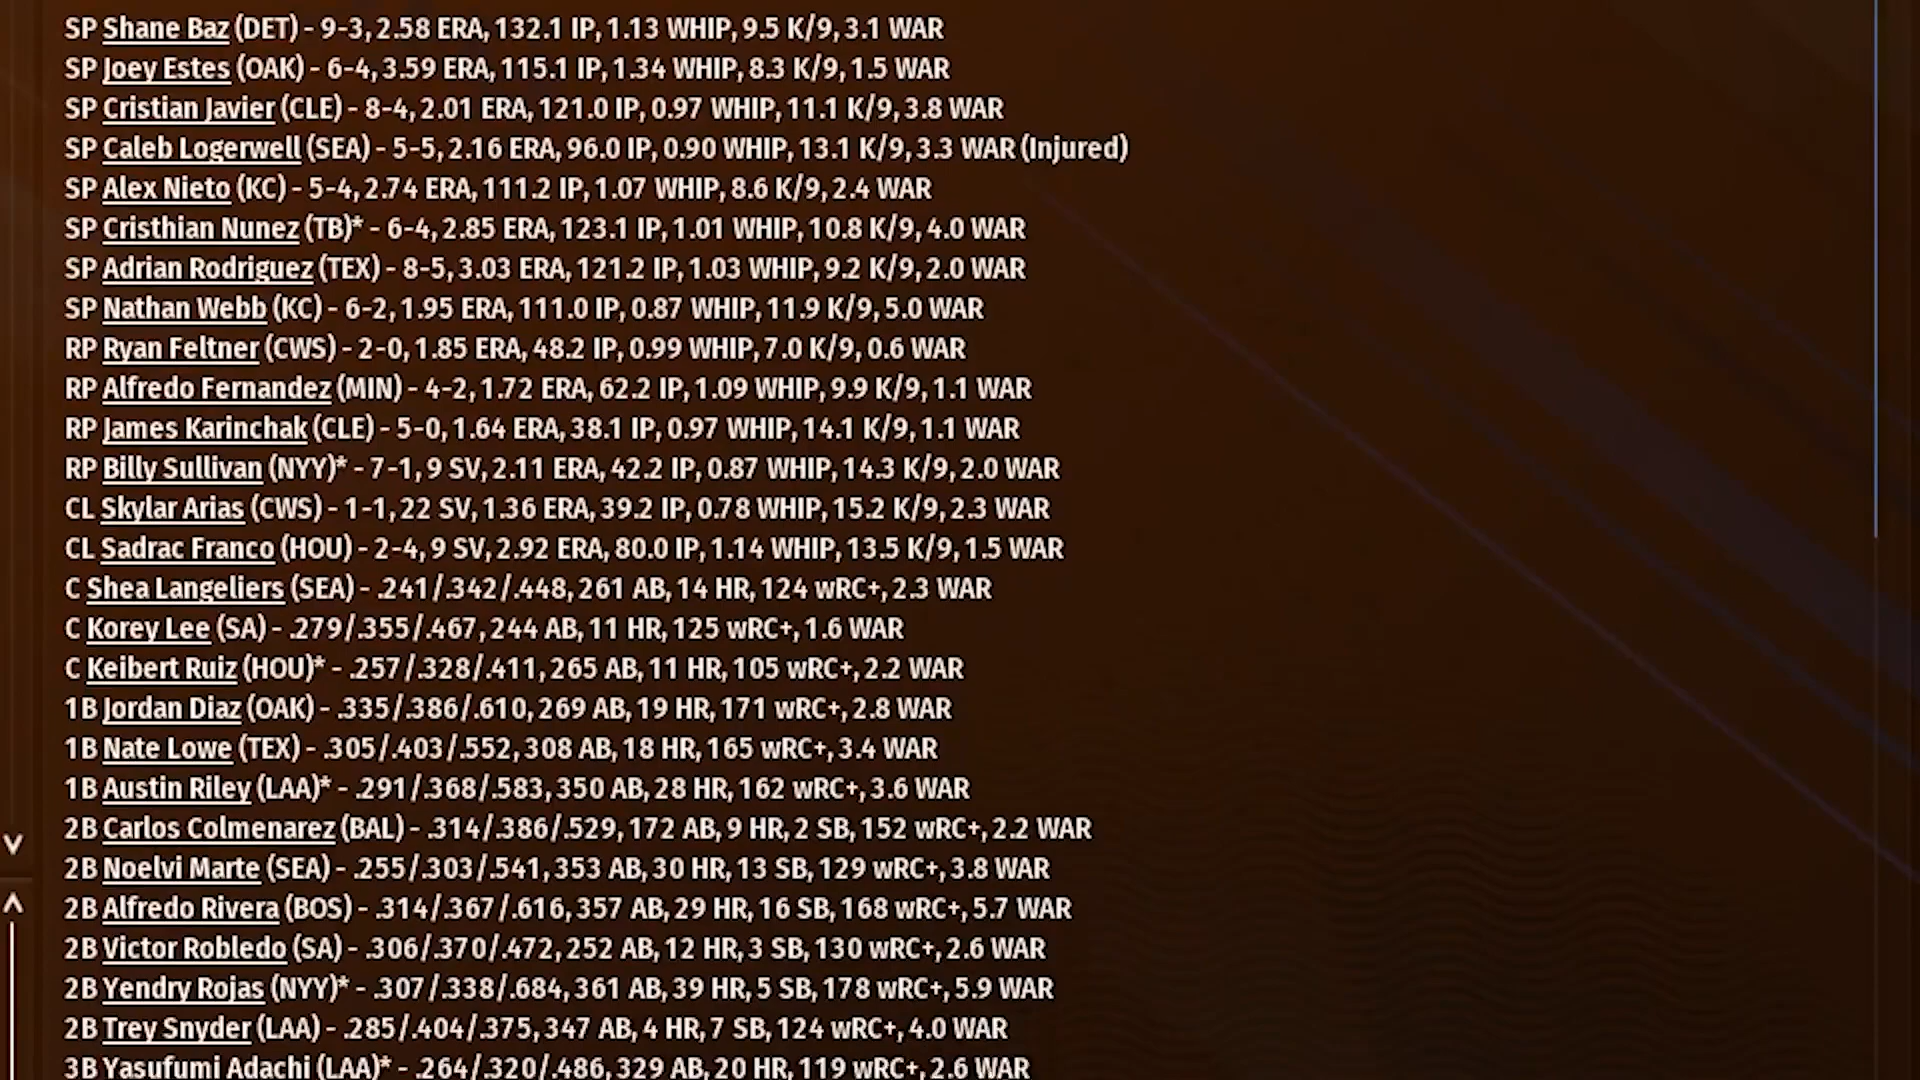 SP Shane Baz (DET) - 9-3, 2.58 ERA, 132.1 IP, 1.13 WHIP, 9.5 K/9, 3.1 WAR
SP Joey Estes (OAK) - 6-4, 3.59 ERA, 115.1 IP, 1.34 WHIP, 8.3 K/9, 1.5 WAR
SP Cristian Javier (CLE) - 8-4, 2.01 ERA, 121.0 IP, 0.97 WHIP, 11.1 K/9, 3.8 WAR
SP Caleb Logerwell (SEA) - 5-5, 2.16 ERA, 96.0 IP, 0.90 WHIP, 13.1 K/9, 3.3 WAR (Injured)
SP Alex Nieto (KC) - 5-4, 2.74 ERA, 111.2 IP, 1.07 WHIP, 8.6 K/9, 2.4 WAR
SP Cristhian Nunez (TB)* - 6-4, 2.85 ERA, 123.1 IP, 1.01 WHIP, 10.8 K/9, 4.0 WAR
SP Adrian Rodriguez (TEX) - 8-5, 3.03 ERA, 121.2 IP, 1.03 WHIP, 9.2 K/9, 2.0 WAR
SP Nathan Webb (KC) - 6-2, 1.95 ERA, 111.0 IP, 0.87 WHIP, 11.9 K/9, 5.0 WAR
RP Ryan Feltner (CWS) - 2-0, 1.85 ERA, 48.2 IP, 0.99 WHIP, 7.0 K/9, 0.6 WAR
RP Alfredo Fernandez (MIN) - 4-2, 1.72 ERA, 62.2 IP, 1.09 WHIP, 9.9 K/9, 1.1 WAR
RP James Karinchak (CLE) - 5-0, 1.64 ERA, 38.1 IP, 0.97 WHIP, 14.1 K/9, 1.1 WAR
RP Billy Sullivan (NYY)* - 7-1, 9 SV, 2.11 ERA, 42.2 IP, 0.87 WHIP, 14.3 K/9, 2.0 WAR
CL Skylar Arias (CWS) - 1-1, 22 SV, 1.36 ERA, 39.2 IP, 0.78 WHIP, 15.2 K/9, 2.3 WAR
CL Sadrac Franco (HOU) - 2-4, 9 SV, 2.92 ERA, 80.0 IP, 1.14 WHIP, 13.5 K/9, 1.5 WAR
C Shea Langeliers (SEA) - .241/.342/.448, 261 AB, 14 HR, 124 wRC+, 2.3 WAR
C Korey Lee (SA) - .279/.355/.467, 244 AB, 11 HR, 125 wRC+, 1.6 WAR
C Keibert Ruiz (HOU)* - .257/.328/.411, 265 AB, 11 HR, 105 wRC+, 2.2 WAR
1B Jordan Diaz (OAK) - .335/.386/.610, 269 AB, 19 HR, 171 wRC+, 2.8 WAR
1B Nate Lowe (TEX) - .305/.403/.552, 308 AB, 18 HR, 165 wRC+, 3.4 WAR
1B Austin Riley (LAA)* - .291/.368/.583, 350 AB, 28 HR, 162 wRC+, 3.6 WAR
2B Carlos Colmenarez (BAL) - .314/.386/.529, 172 AB, 9 HR, 2 SB, 152 wRC+, 2.2 WAR
2B Noelvi Marte (SEA) - .255/.303/.541, 353 AB, 30 HR, 13 SB, 129 wRC+, 3.8 WAR
2B Alfredo Rivera (BOS) - .314/.367/.616, 357 AB, 29 HR, 16 SB, 168 wRC+, 5.7 WAR
2B Victor Robledo (SA) - .306/.370/.472, 252 AB, 12 HR, 3 SB, 130 wRC+, 2.6 WAR
2B Yendry Rojas (NYY)* - .307/.338/.684, 361 AB, 39 HR, 5 SB, 178 wRC+, 5.9 WAR
2B Trey Snyder (LAA) - .285/.404/.375, 347 AB, 4 HR, 7 SB, 124 wRC+, 4.0 WAR
3B Yasufumi Adachi (LAA)* - .264/.320/.486, 329 AB, 20 HR, 119 wRC+, 2.6 WAR